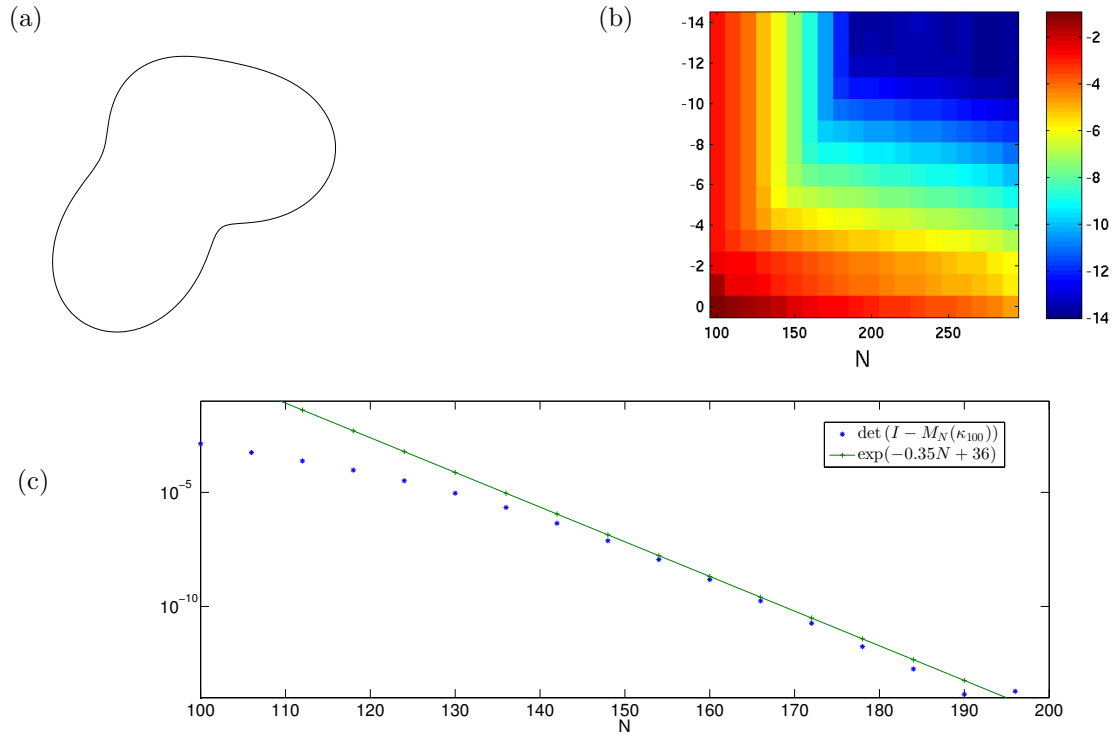 (a)
(b)
-14
-12
-10
-8
-6
-4
-2
0
100 150 200 250
N
-2
-4
-6
-8
-10
-12
-14
(c)
10^{-5}
10^{-10}
det (I − M_N(κ_{100}))
exp(−0.35N + 36)
100 110 120 130 140 150 160 170 180 190 200
N